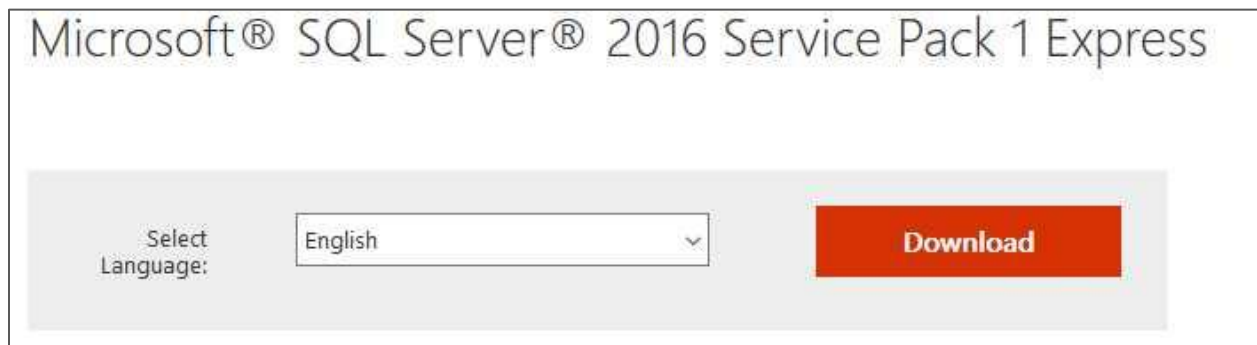 Microsoft® SQL Server® 2016 Service Pack 1 Express
Select
Language:
English
Download